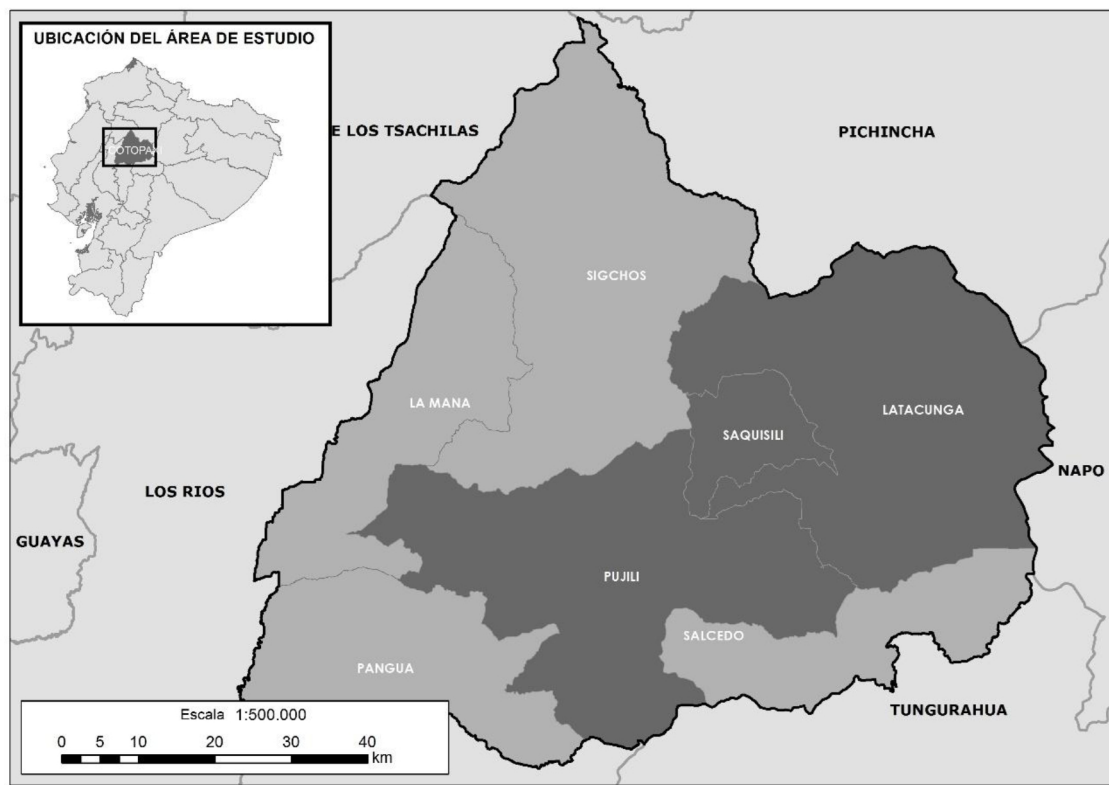 UBICACIÓN DEL ÁREA DE ESTUDIO
COTOPAXI
E LOS TSACHILAS
PICHINCHA
SIGCHOS
LA MANA
LATACUNGA
SAQUISILI
NAPO
LOS RIOS
GUAYAS
PUJILI
SALCEDO
PANGUA
TUNGURAHUA
Escala 1:500.000
0 5 10 20 30 40
km